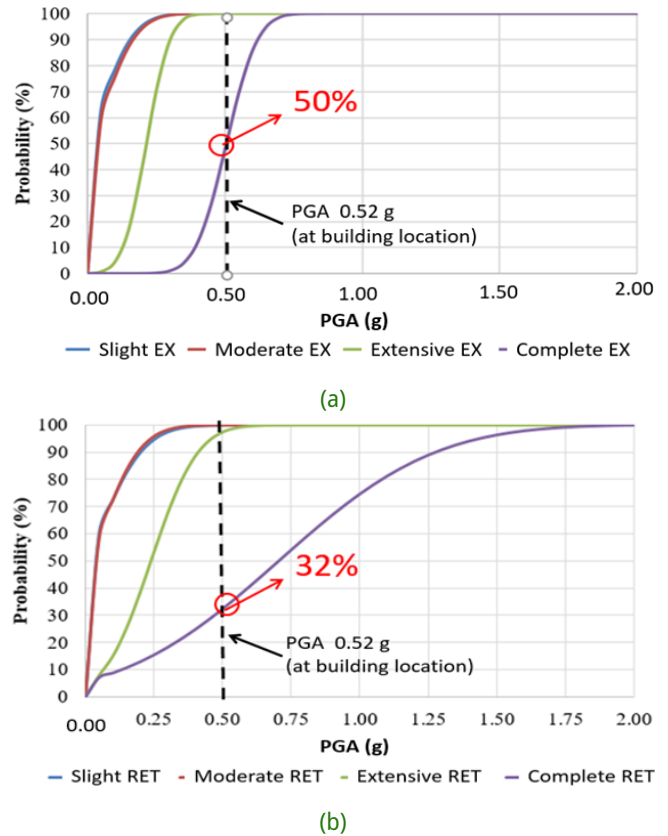 100
90
80
70
60
50
40
30
20
10
0
Probability (%)
50%
PGA 0.52 g
(at building location)
0.00 0.50 1.00 1.50 2.00
PGA (g)
Slight EX Moderate EX Extensive EX Complete EX
(a)
100
90
80
70
60
50
40
30
20
10
0
Probability (%)
32%
PGA 0.52 g
(at building location)
0.00 0.25 0.50 0.75 1.00 1.25 1.50 1.75 2.00
PGA (g)
Slight RET Moderate RET Extensive RET Complete RET
(b)